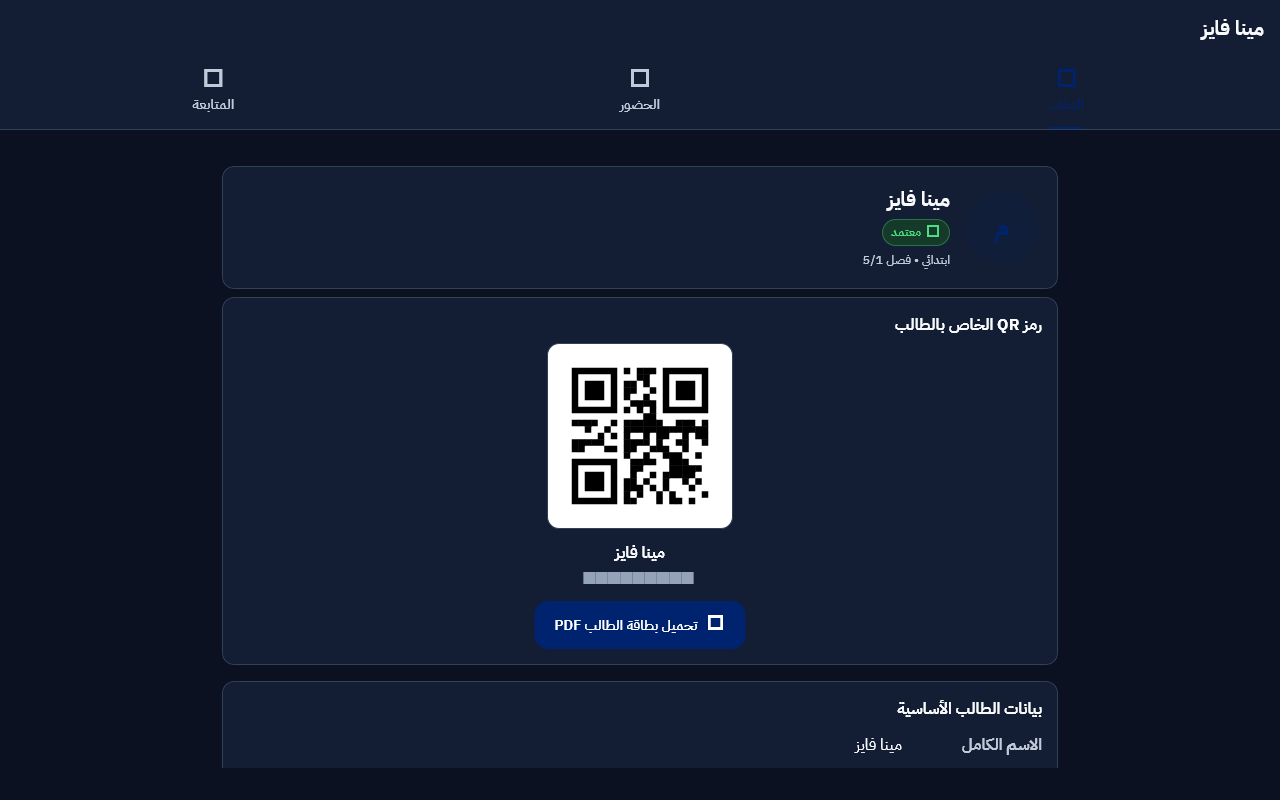 مينا فايز
الملف
الحضور
المتابعة
م
مينا فايز
معتمد
ابتدائي • فصل 5/1
رمز QR الخاص بالطالب
مينا فايز
تحميل بطاقة الطالب PDF
بيانات الطالب الأساسية
الاسم الكامل مينا فايز